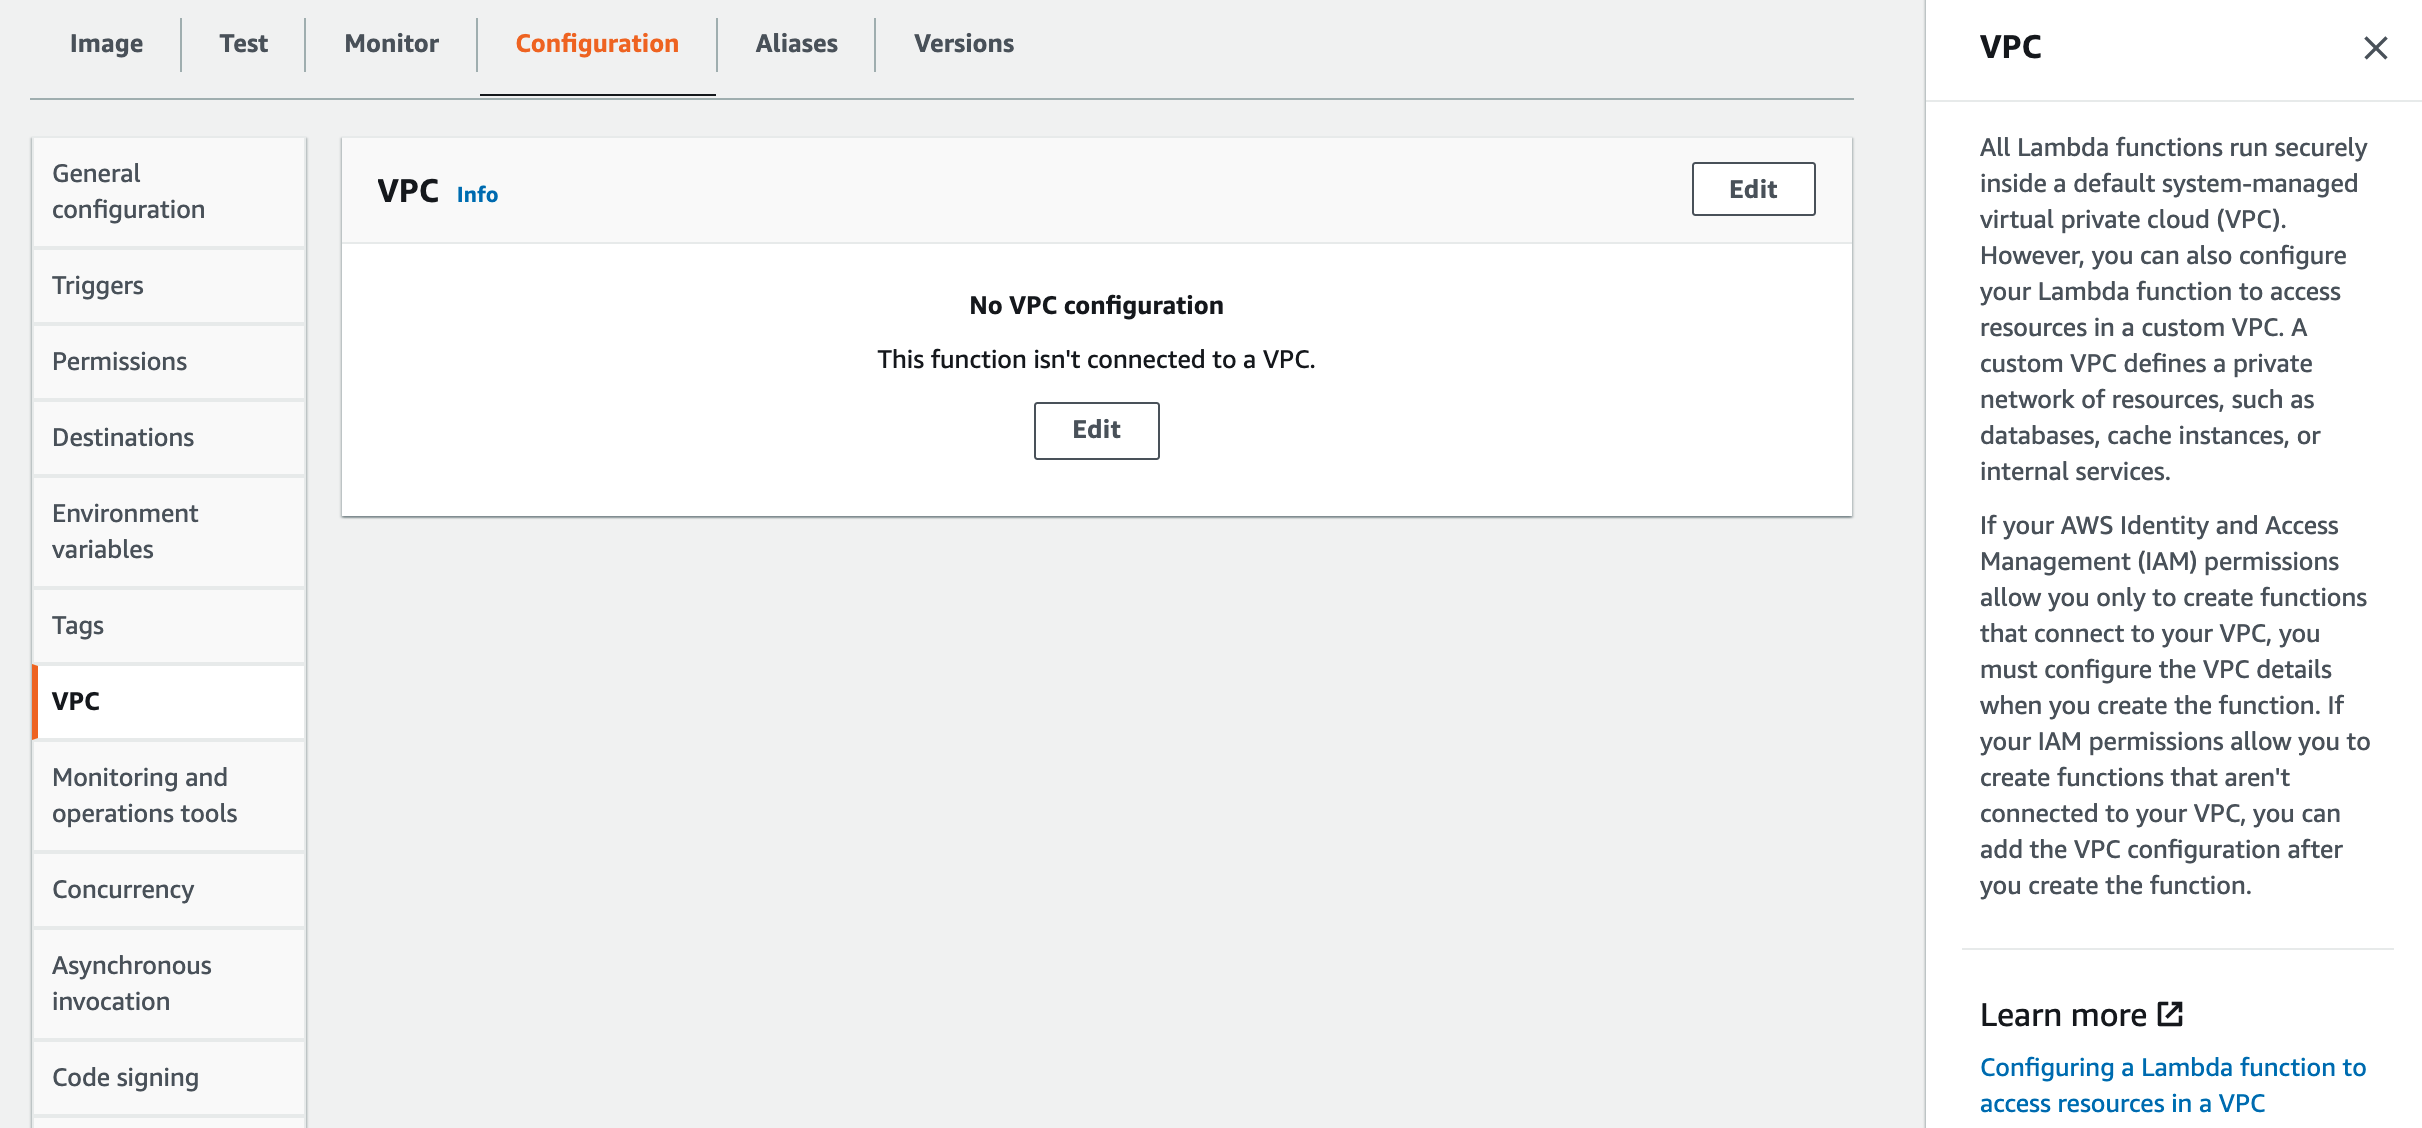 Image
Test
Monitor
Configuration
Aliases
Versions
General
configuration
Triggers
Permissions
Destinations
Environment
variables
Tags
VPC
Monitoring and
operations tools
Concurrency
Asynchronous
invocation
Code signing
VPC Info
Edit
No VPC configuration
This function isn't connected to a VPC.
Edit
VPC
All Lambda functions run securely
inside a default system-managed
virtual private cloud (VPC).
However, you can also configure
your Lambda function to access
resources in a custom VPC. A
custom VPC defines a private
network of resources, such as
databases, cache instances, or
internal services.
If your AWS Identity and Access
Management (IAM) permissions
allow you only to create functions
that connect to your VPC, you
must configure the VPC details
when you create the function. If
your IAM permissions allow you to
create functions that aren't
connected to your VPC, you can
add the VPC configuration after
you create the function.
Learn more
Configuring a Lambda function to
access resources in a VPC